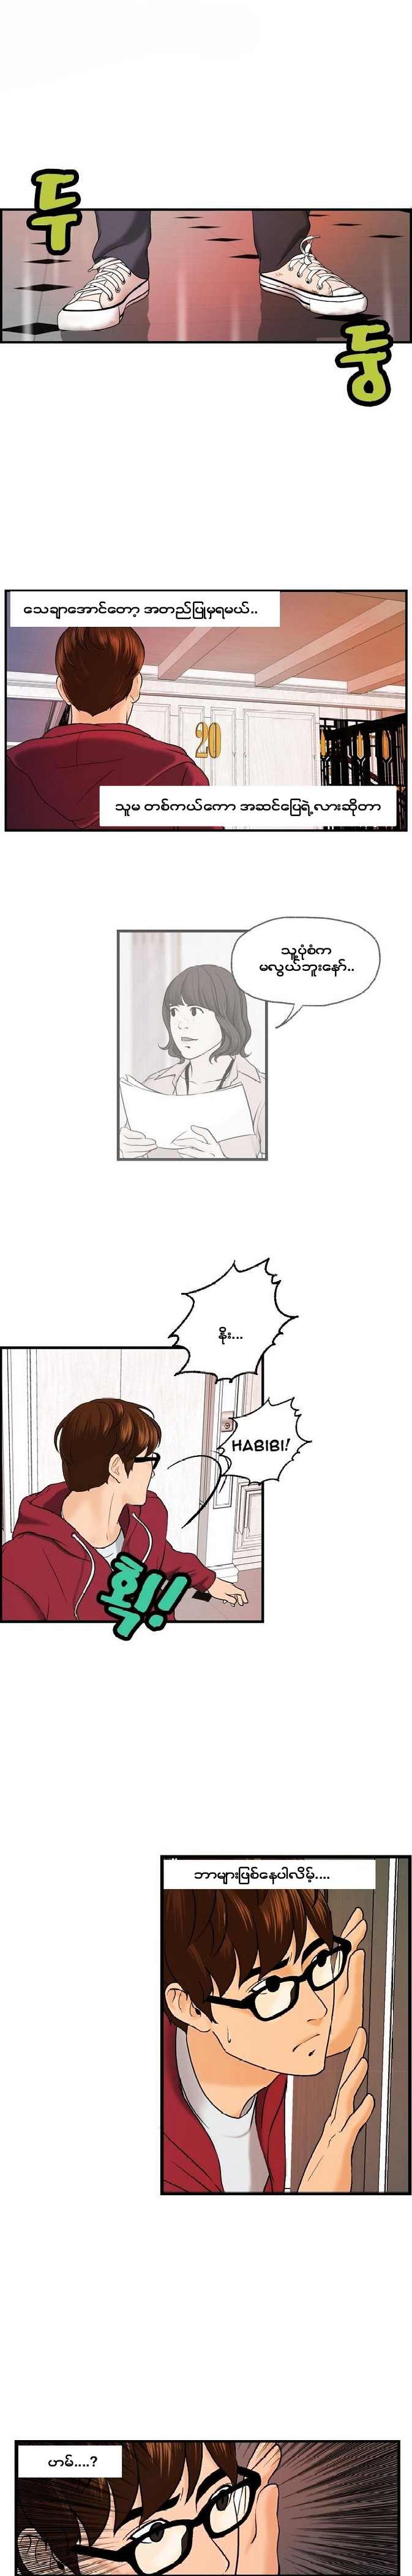 두
둥
သေချာအောင်တော့ အတည်ပြုမှရမယ်..
20
သူမ တစ်ကယ်ကော အဆင်ပြေရဲ့လားဆိုတာ
သူ့ပုံစံက
မလွယ်ဘူးနော်..
နိုး...
HABIBI!
혹!!
ဘာများဖြစ်နေပါလိမ့်....
ဟမ်....?